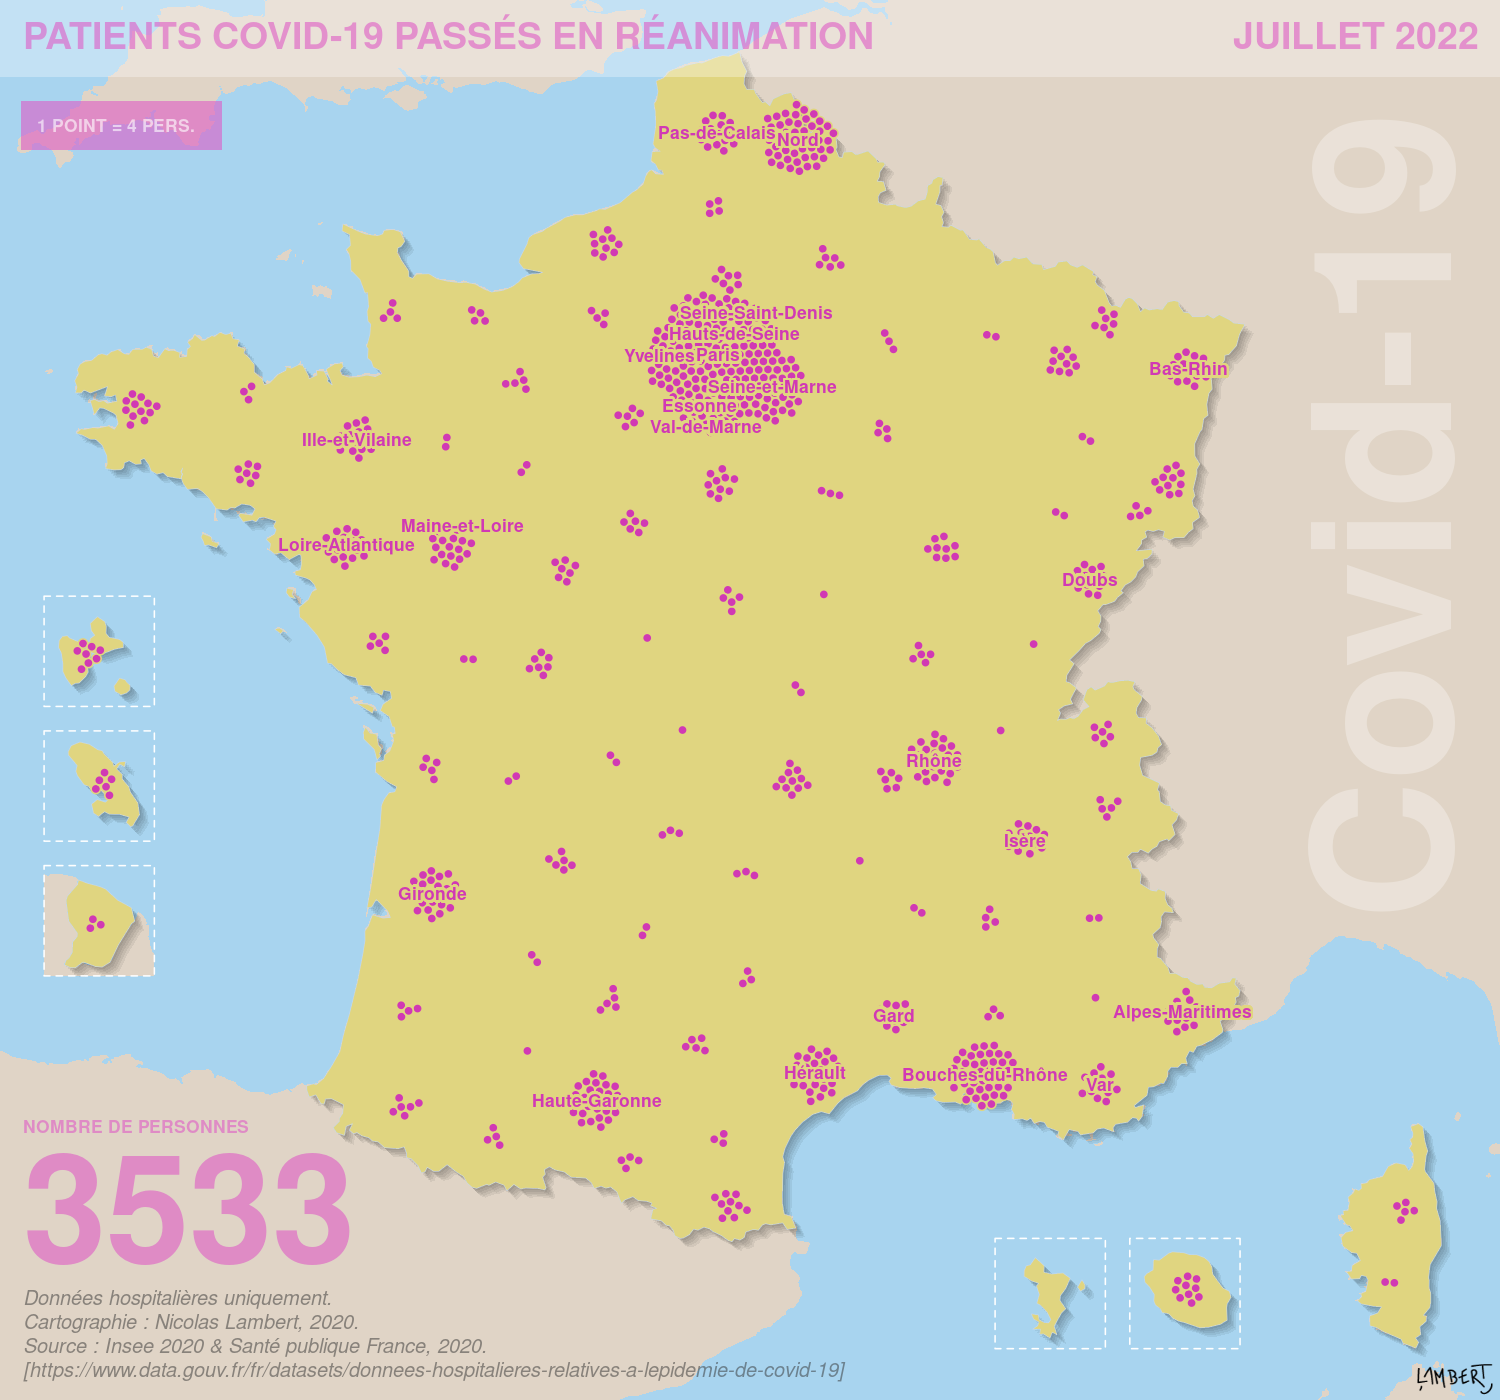 PATIENTS COVID-19 PASSÉS EN RÉANIMATION
JUILLET 2022
1 POINT = 4 PERS.
Covid-19
Pas-de-Calais
Nord
Seine-Saint-Denis
Hauts-de-Seine
Yvelines
Paris
Seine-et-Marne
Essonne
Val-de-Marne
Bas-Rhin
Ille-et-Vilaine
Maine-et-Loire
Loire-Atlantique
Doubs
Rhône
Isère
Gironde
Gard
Alpes-Maritimes
Hérault
Bouches-du-Rhône
Var
Haute-Garonne
NOMBRE DE PERSONNES
3533
Données hospitalières uniquement.
Cartographie : Nicolas Lambert, 2020.
Source : Insee 2020 & Santé publique France, 2020.
[https://www.data.gouv.fr/fr/datasets/donnees-hospitalieres-relatives-a-lepidemie-de-covid-19]
LAMBERT